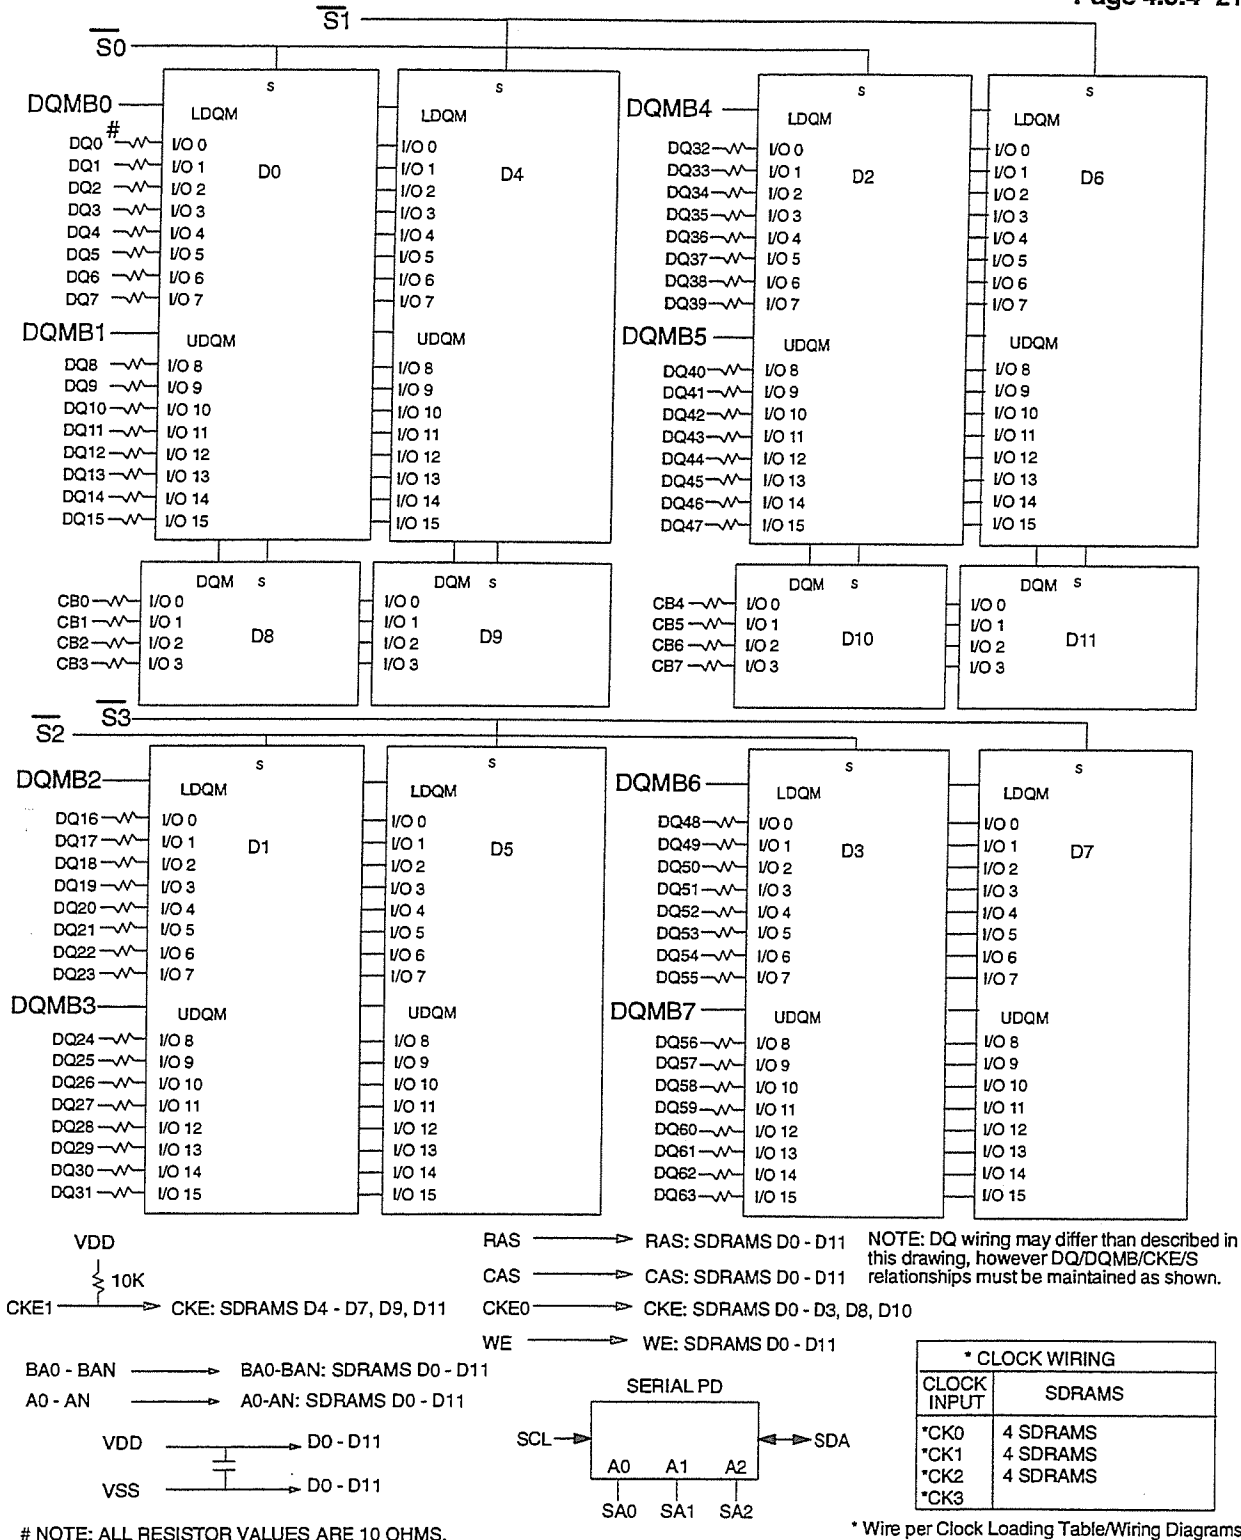 Page 4.5.4–21
S1
S0
DQMB0
#
DQ0
DQ1
DQ2
DQ3
DQ4
DQ5
DQ6
DQ7
DQMB1
DQ8
DQ9
DQ10
DQ11
DQ12
DQ13
DQ14
DQ15
S
LDQM
I/O 0
I/O 1
I/O 2
I/O 3
I/O 4
I/O 5
I/O 6
I/O 7
D0
UDQM
I/O 8
I/O 9
I/O 10
I/O 11
I/O 12
I/O 13
I/O 14
I/O 15
S
LDQM
I/O 0
I/O 1
I/O 2
I/O 3
I/O 4
I/O 5
I/O 6
I/O 7
D4
UDQM
I/O 8
I/O 9
I/O 10
I/O 11
I/O 12
I/O 13
I/O 14
I/O 15
DQMB4
DQ32
DQ33
DQ34
DQ35
DQ36
DQ37
DQ38
DQ39
DQMB5
DQ40
DQ41
DQ42
DQ43
DQ44
DQ45
DQ46
DQ47
S
LDQM
I/O 0
I/O 1
I/O 2
I/O 3
I/O 4
I/O 5
I/O 6
I/O 7
D2
UDQM
I/O 8
I/O 9
I/O 10
I/O 11
I/O 12
I/O 13
I/O 14
I/O 15
S
LDQM
I/O 0
I/O 1
I/O 2
I/O 3
I/O 4
I/O 5
I/O 6
I/O 7
D6
UDQM
I/O 8
I/O 9
I/O 10
I/O 11
I/O 12
I/O 13
I/O 14
I/O 15
CB0
CB1
CB2
CB3
DQM S
I/O 0
I/O 1
I/O 2
I/O 3
D8
DQM S
I/O 0
I/O 1
I/O 2
I/O 3
D9
CB4
CB5
CB6
CB7
DQM S
I/O 0
I/O 1
I/O 2
I/O 3
D10
DQM S
I/O 0
I/O 1
I/O 2
I/O 3
D11
S3
S2
DQMB2
DQ16
DQ17
DQ18
DQ19
DQ20
DQ21
DQ22
DQ23
DQMB3
DQ24
DQ25
DQ26
DQ27
DQ28
DQ29
DQ30
DQ31
S
LDQM
I/O 0
I/O 1
I/O 2
I/O 3
I/O 4
I/O 5
I/O 6
I/O 7
D1
UDQM
I/O 8
I/O 9
I/O 10
I/O 11
I/O 12
I/O 13
I/O 14
I/O 15
S
LDQM
I/O 0
I/O 1
I/O 2
I/O 3
I/O 4
I/O 5
I/O 6
I/O 7
D5
UDQM
I/O 8
I/O 9
I/O 10
I/O 11
I/O 12
I/O 13
I/O 14
I/O 15
DQMB6
DQ48
DQ49
DQ50
DQ51
DQ52
DQ53
DQ54
DQ55
DQMB7
DQ56
DQ57
DQ58
DQ59
DQ60
DQ61
DQ62
DQ63
S
LDQM
I/O 0
I/O 1
I/O 2
I/O 3
I/O 4
I/O 5
I/O 6
I/O 7
D3
UDQM
I/O 8
I/O 9
I/O 10
I/O 11
I/O 12
I/O 13
I/O 14
I/O 15
S
LDQM
I/O 0
I/O 1
I/O 2
I/O 3
I/O 4
I/O 5
I/O 6
I/O 7
D7
UDQM
I/O 8
I/O 9
I/O 10
I/O 11
I/O 12
I/O 13
I/O 14
I/O 15
VDD
10K
CKE1 CKE: SDRAMS D4 - D7, D9, D11
RAS RAS: SDRAMS D0 - D11
CAS CAS: SDRAMS D0 - D11
CKE0 CKE: SDRAMS D0 - D3, D8, D10
WE WE: SDRAMS D0 - D11
NOTE: DQ wiring may differ than described in
this drawing, however DQ/DQMB/CKE/S
relationships must be maintained as shown.
BA0 - BAN BA0-BAN: SDRAMS D0 - D11
A0 - AN A0-AN: SDRAMS D0 - D11
VDD D0 - D11
VSS D0 - D11
SERIAL PD
SCL SDA
A0 A1 A2
SA0 SA1 SA2
* CLOCK WIRING
CLOCK INPUT SDRAMS
*CK0 4 SDRAMS
*CK1 4 SDRAMS
*CK2 4 SDRAMS
*CK3
# NOTE: ALL RESISTOR VALUES ARE 10 OHMS.
* Wire per Clock Loading Table/Wiring Diagrams